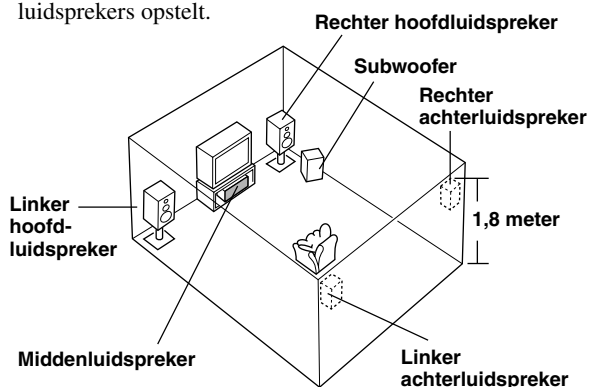 luidsprekers opstelt.
Rechter hoofdluidspreker
Subwoofer
Rechter
achterluidspreker
Linker
hoofd-
luidspreker
1,8 meter
Middenluidspreker
Linker
achterluidspreker